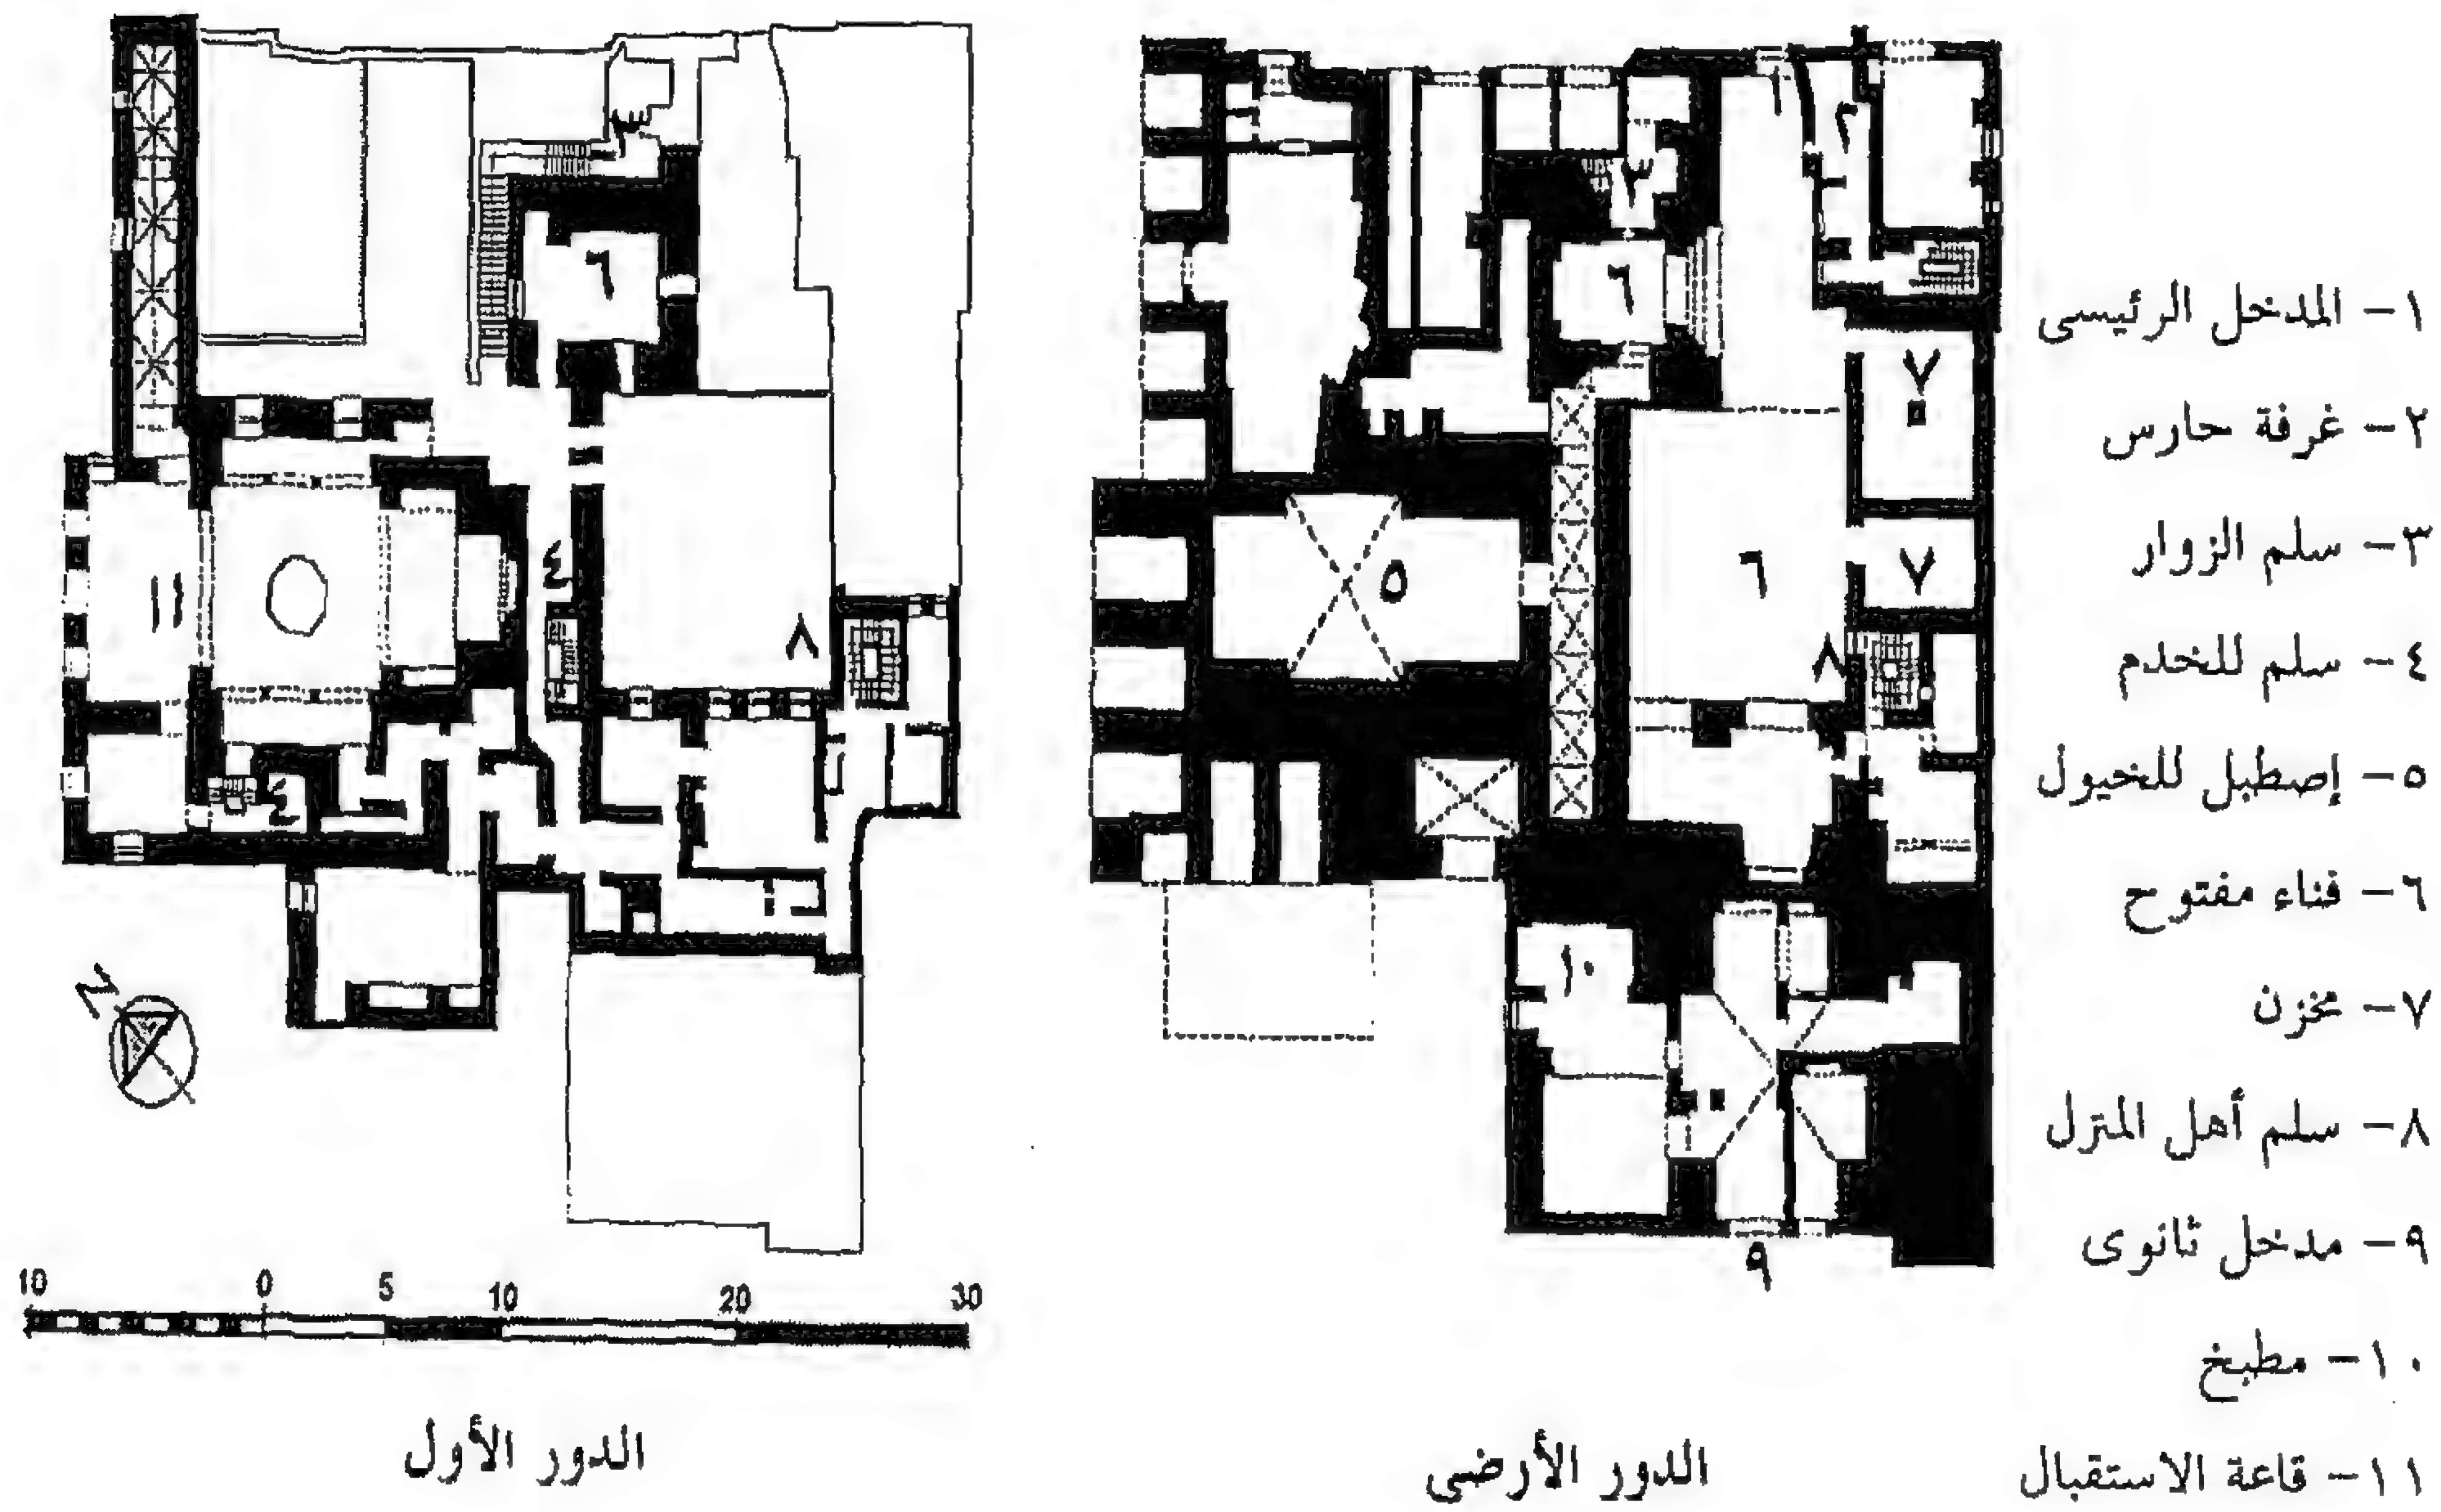 ١- المدخل الرئيسى
٢- غرفة حارس
٣- سلم الزوار
٤- سلم للخدم
٥- إصطبل للخيول
٦- فناء مفتوح
٧- مخزن
٨- سلم أهل المنزل
٩- مدخل ثانوى
١٠- مطبخ
١١- قاعة الاستقبال
١
٢
٣
٦
٧
٧
٦
٥
٨
١٠
٩
الدور الأرضى
٣
٦
٤
١١
٨
٤
N
10 0 5 10 20 30
الدور الأول